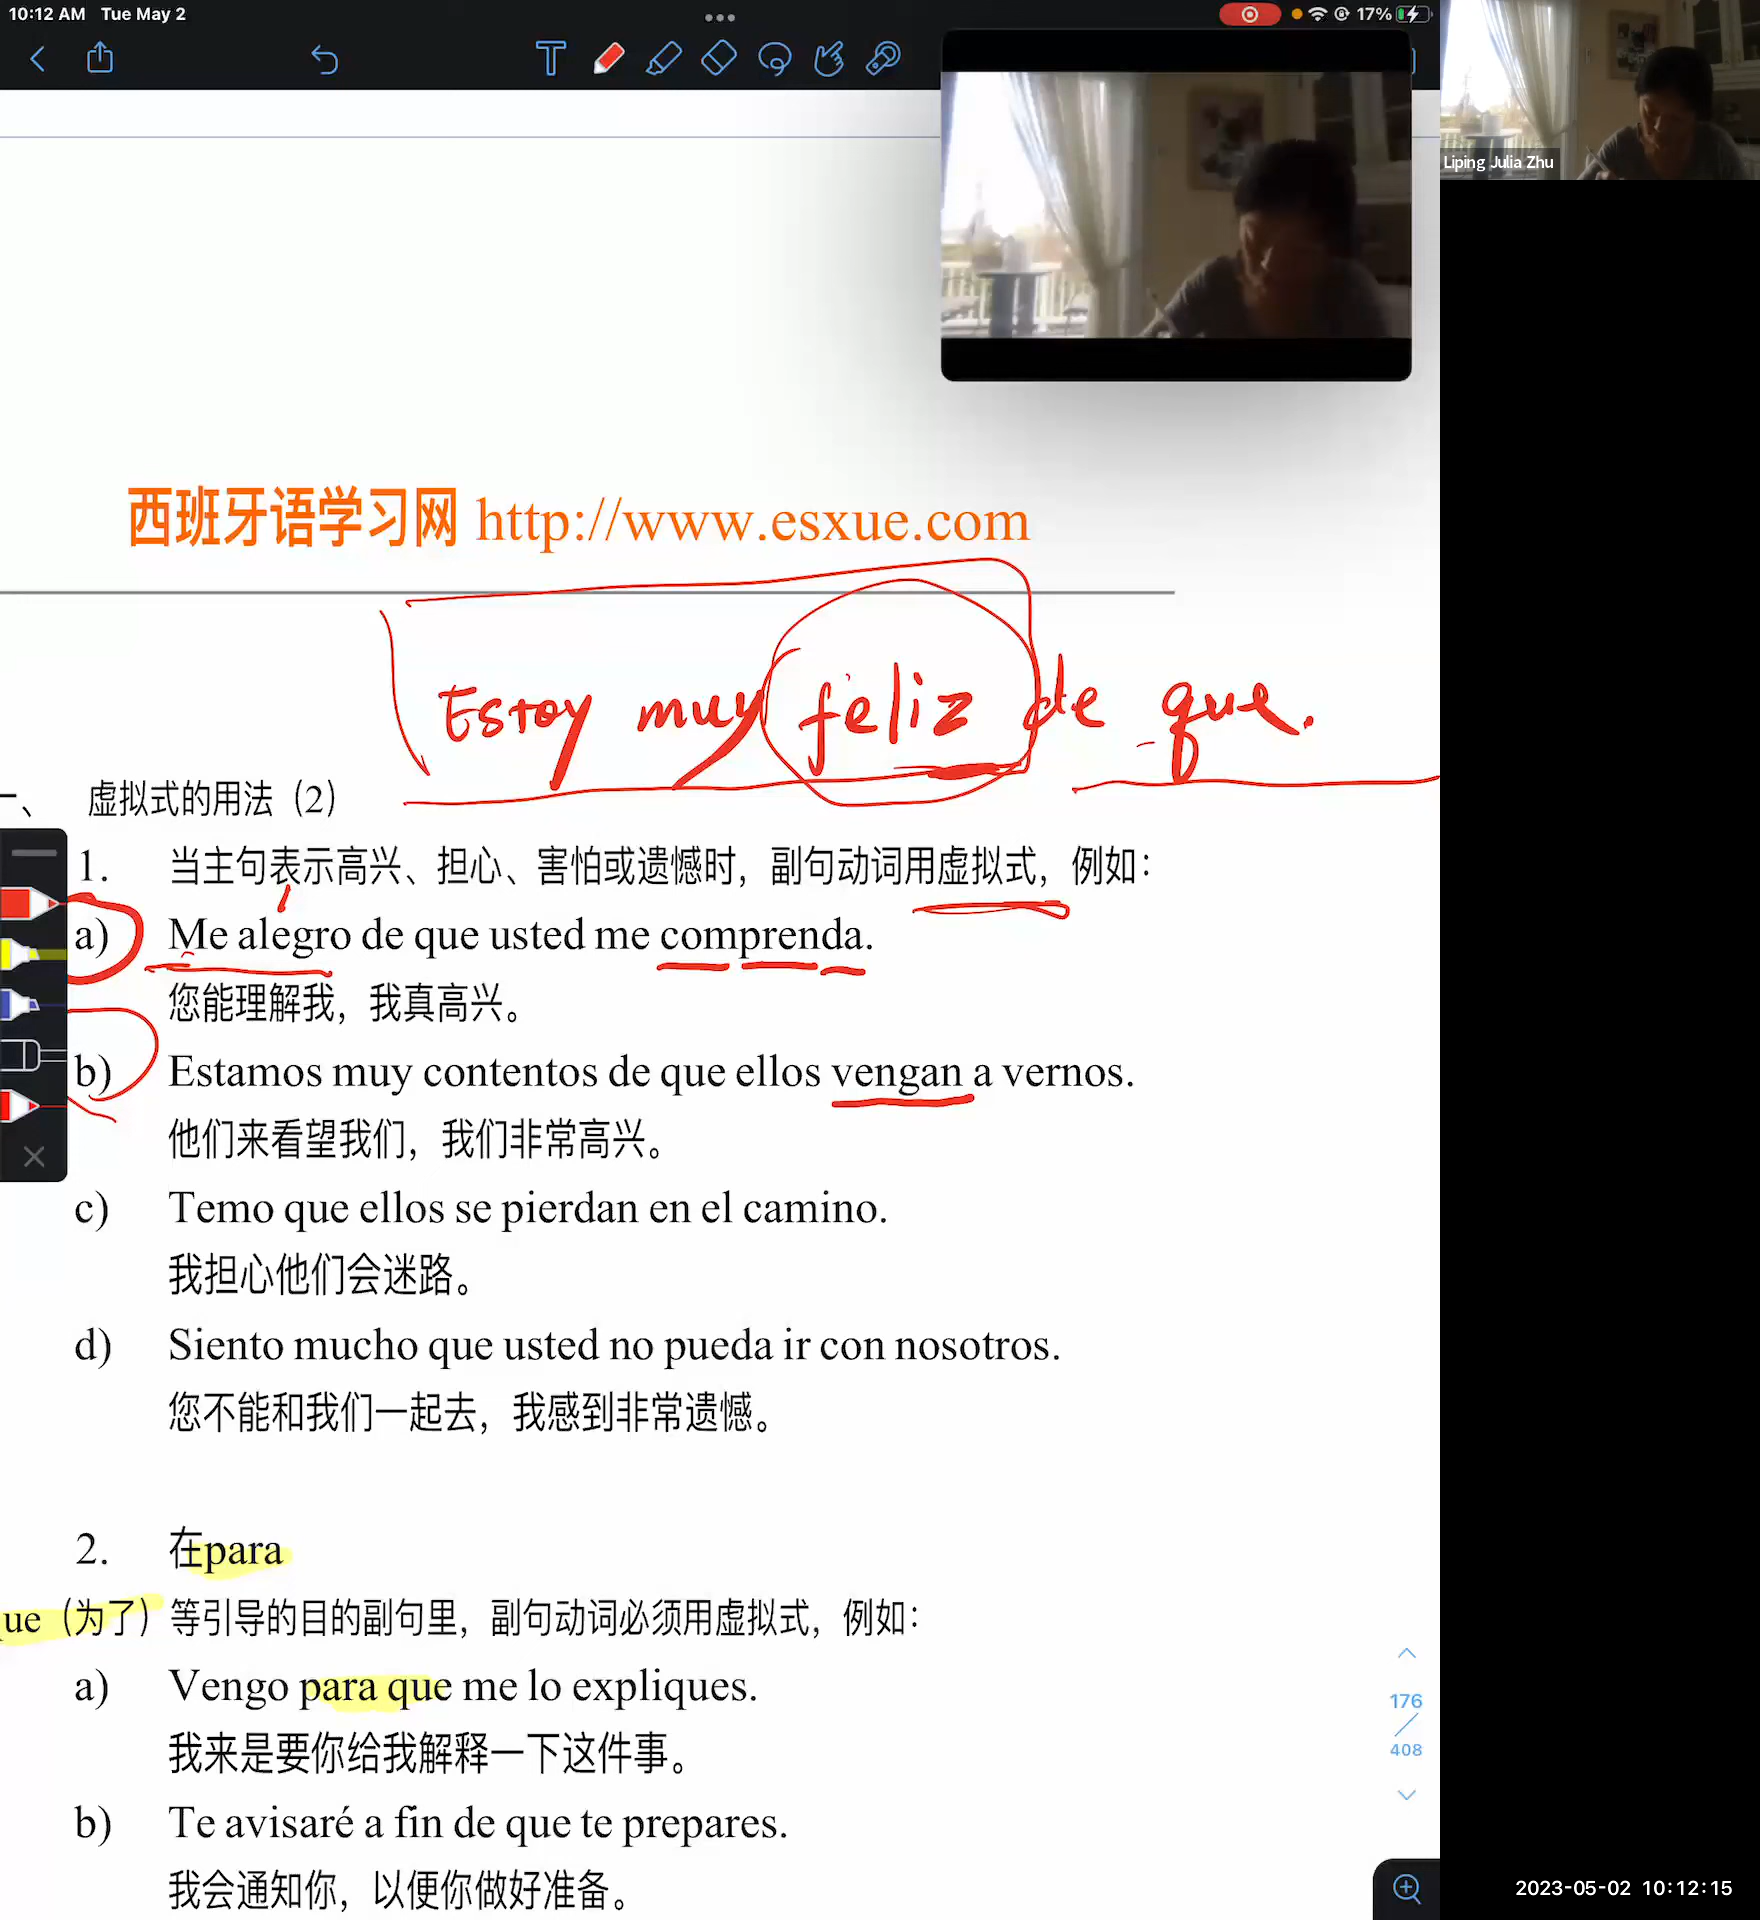 10:12 AM Tue May 2
17%
Liping Julia Zhu
西班牙语学习网 http://www.esxue.com
Estoy muy feliz de que.
一、 虚拟式的用法（2）
1. 当主句表示高兴、担心、害怕或遗憾时，副句动词用虚拟式，例如：
a) Me alegro de que usted me comprenda.
您能理解我，我真高兴。
b) Estamos muy contentos de que ellos vengan a vernos.
他们来看望我们，我们非常高兴。
c) Temo que ellos se pierdan en el camino.
我担心他们会迷路。
d) Siento mucho que usted no pueda ir con nosotros.
您不能和我们一起去，我感到非常遗憾。
2. 在para
ue（为了）等引导的目的副句里，副句动词必须用虚拟式，例如：
a) Vengo para que me lo expliques.
我来是要你给我解释一下这件事。
b) Te avisaré a fin de que te prepares.
我会通知你，以便你做好准备。
176
408
2023-05-02 10:12:15